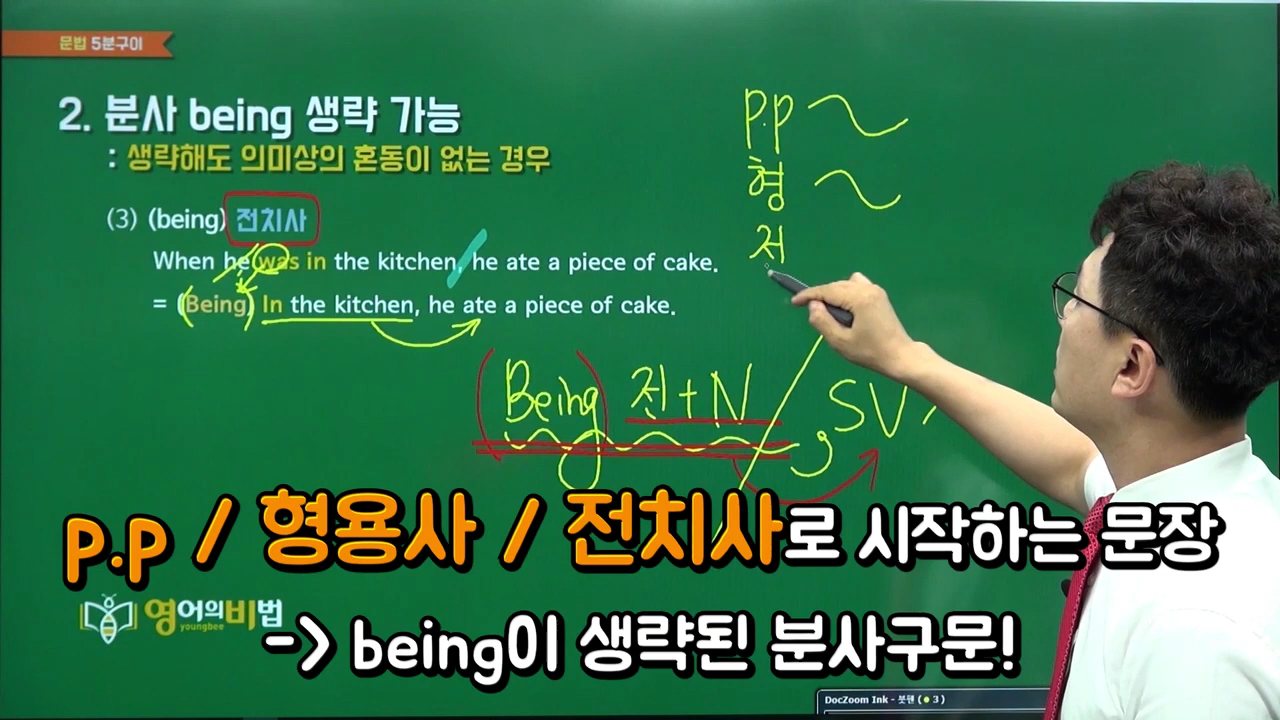 문법 5분구이
2. 분사 being 생략 가능
: 생략해도 의미상의 혼동이 없는 경우
(3) (being) 전치사
When he was in the kitchen, he ate a piece of cake.
= (Being) In the kitchen, he ate a piece of cake.
p.p
형
저
(Being) 전+N, SV
p.p / 형용사 / 전치사로 시작하는 문장
-> being이 생략된 분사구문!
영어의비법
youngbee
DocZoom Ink - 붓펜 (● 3)